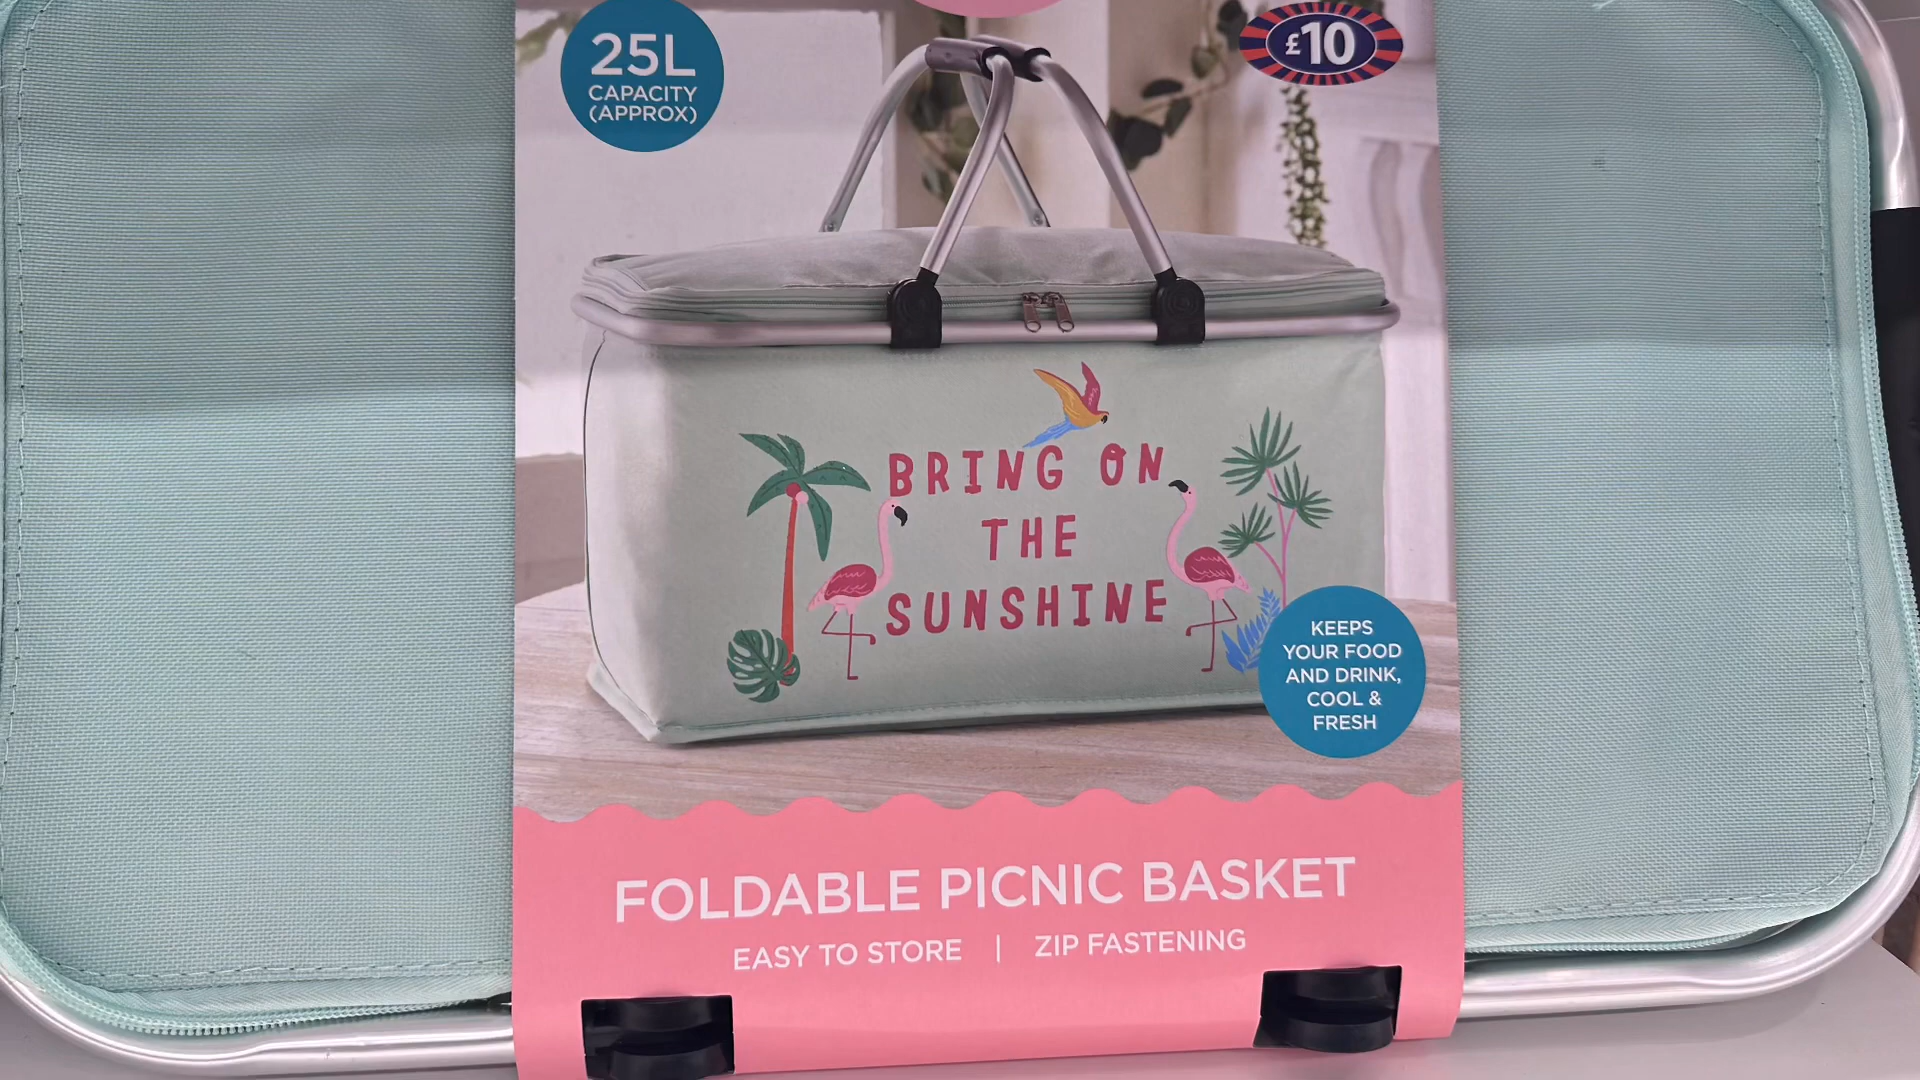 25L
CAPACITY
(APPROX)
£10
BRING ON
THE
SUNSHINE
KEEPS
YOUR FOOD
AND DRINK,
COOL &
FRESH
FOLDABLE PICNIC BASKET
EASY TO STORE | ZIP FASTENING